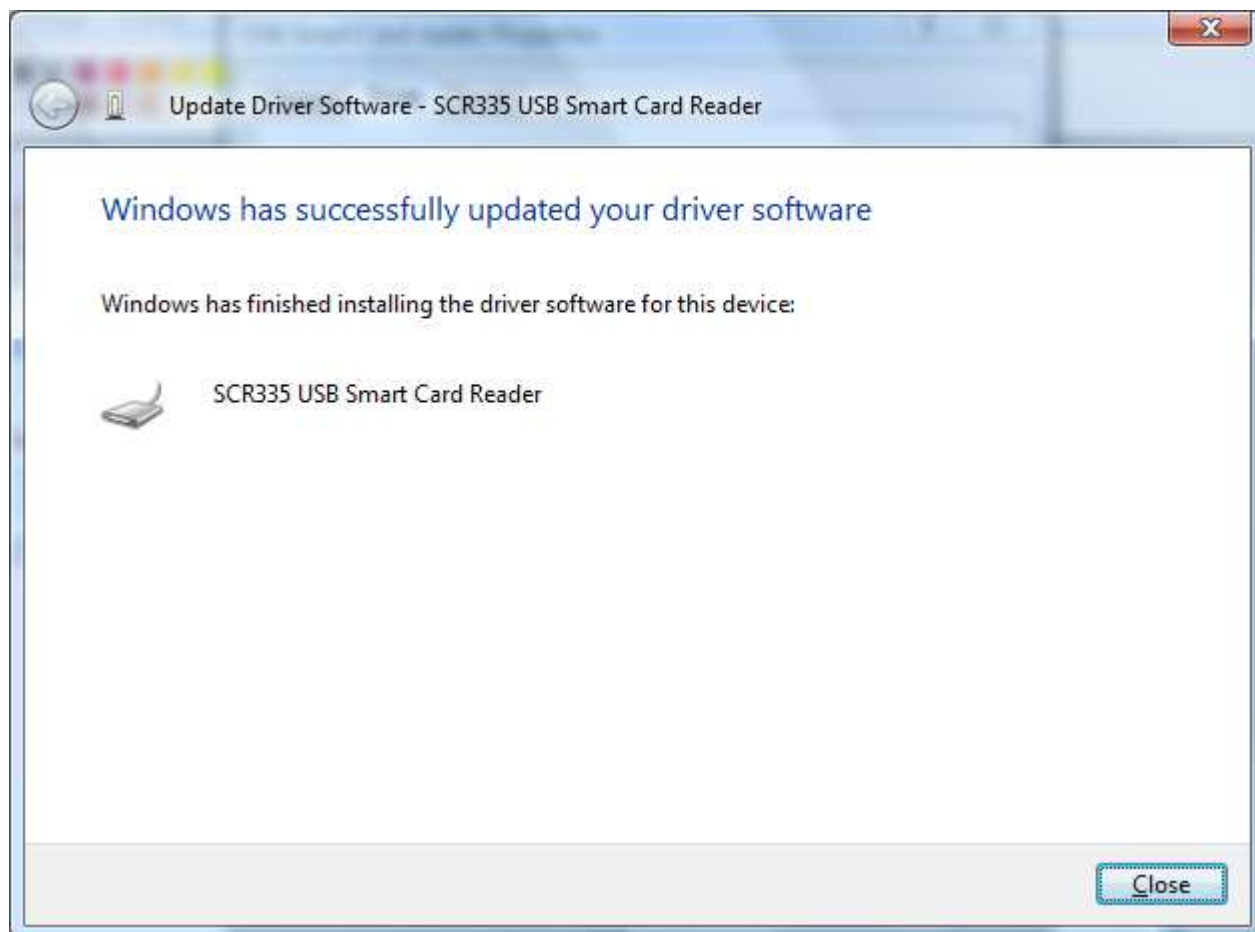 Update Driver Software - SCR335 USB Smart Card Reader
Windows has successfully updated your driver software
Windows has finished installing the driver software for this device:
SCR335 USB Smart Card Reader
Close